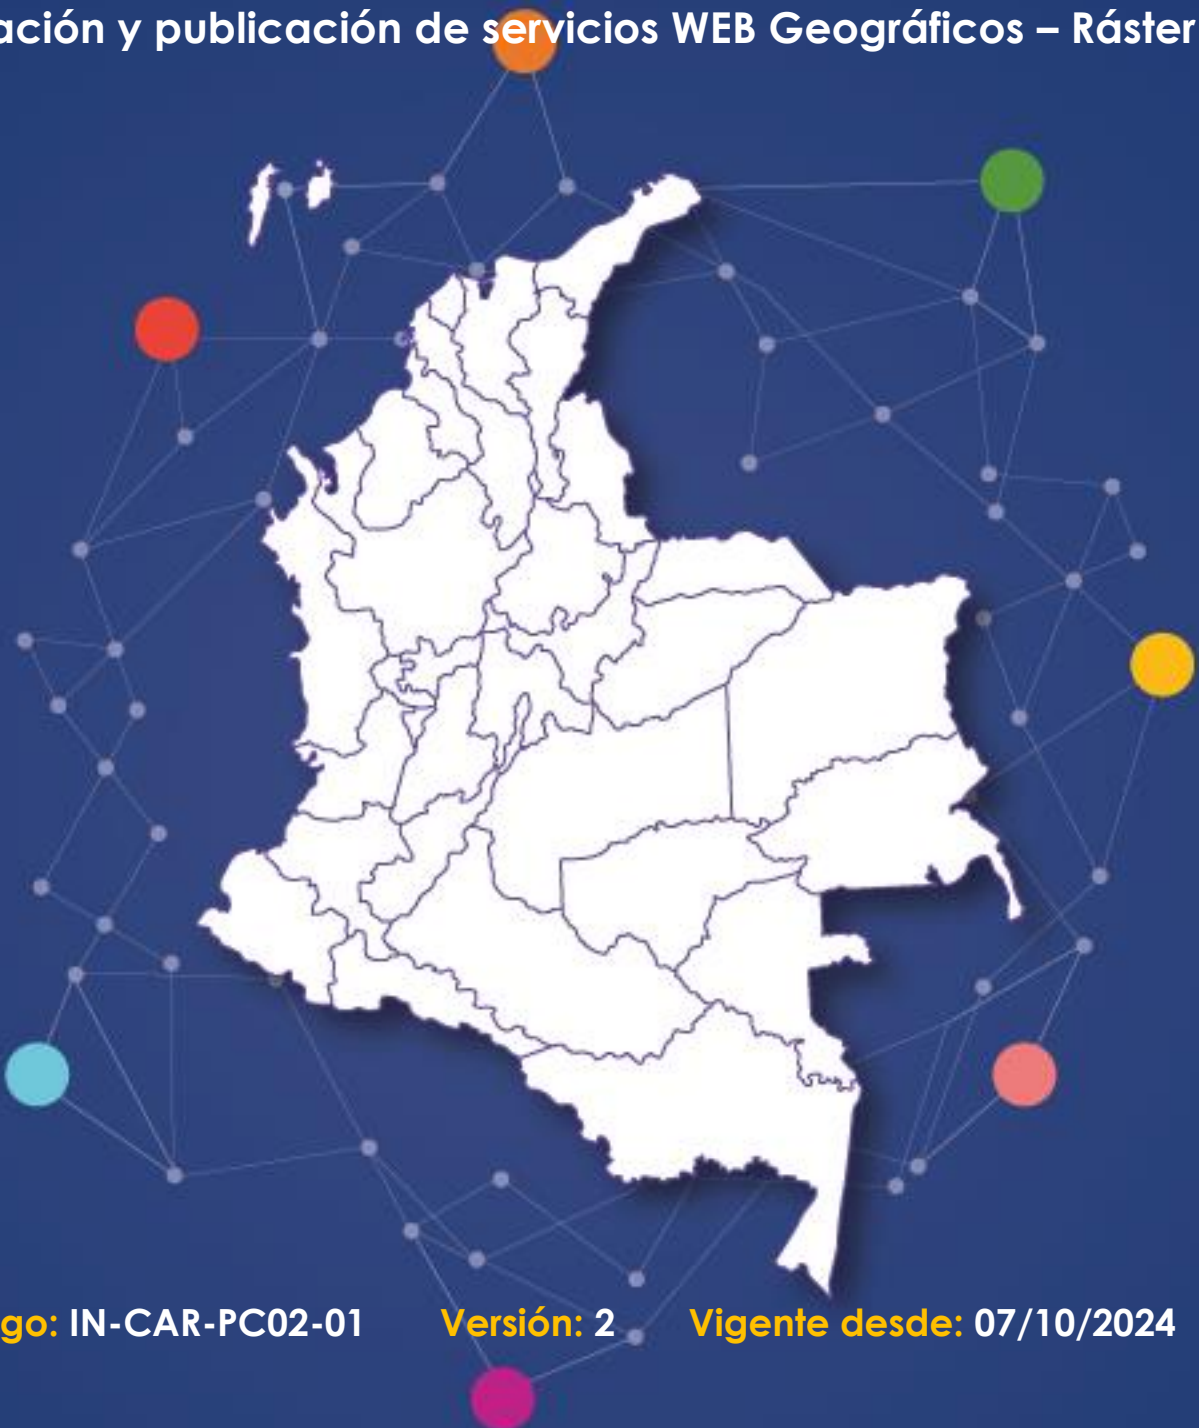 ación y publicación de servicios WEB Geográficos – Ráster
go: IN-CAR-PC02-01 Versión: 2 Vigente desde: 07/10/2024